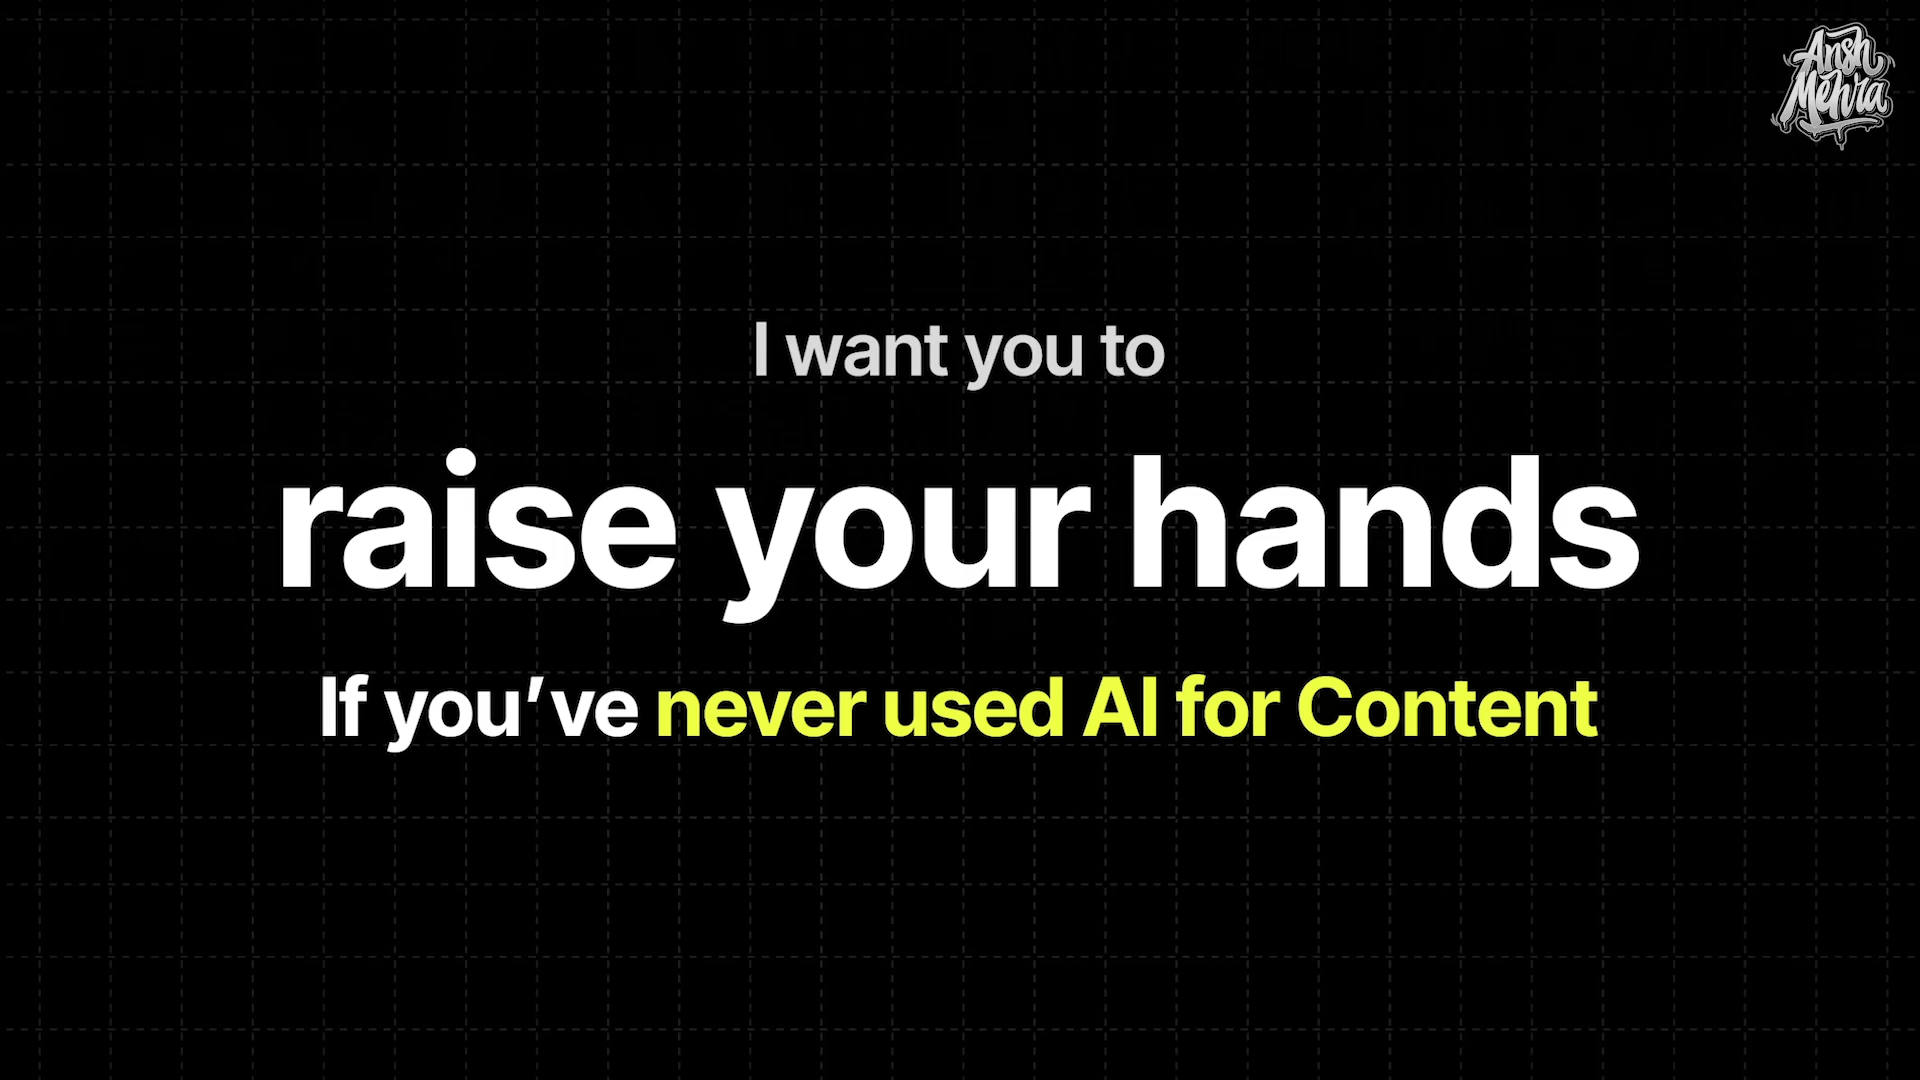 Ansh
Mehra
I want you to
raise your hands
If you've never used AI for Content